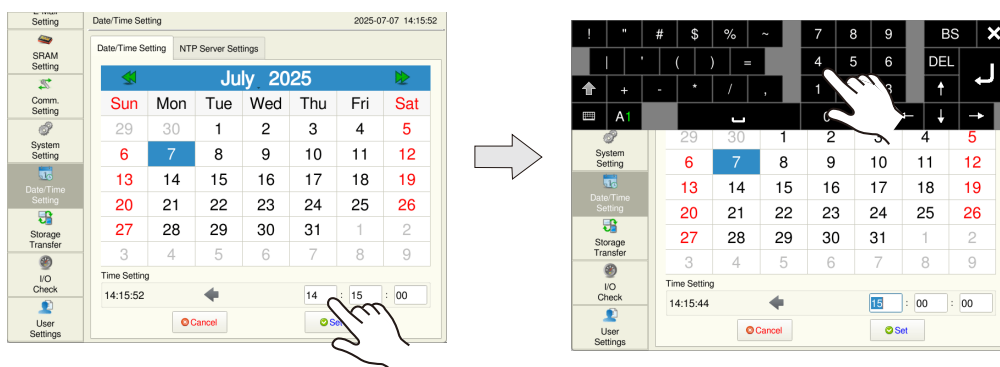 E-Mail
Setting
Date/Time Setting
2025-07-07 14:15:52
SRAM
Setting
Comm.
Setting
System
Setting
Date/Time
Setting
Storage
Transfer
I/O
Check
User
Settings
Date/Time Setting NTP Server Settings
July 2025
Sun Mon Tue Wed Thu Fri Sat
29 30 1 2 3 4 5
6 7 8 9 10 11 12
13 14 15 16 17 18 19
20 21 22 23 24 25 26
27 28 29 30 31 1 2
3 4 5 6 7 8 9
Time Setting
14:15:52 14 : 15 : 00
Cancel Set
! " # $ % ~ 7 8 9 BS X
| ' ( ) = 4 5 6 DEL
+ - * / , 1 3
A1 0
System
Setting
Date/Time
Setting
Storage
Transfer
I/O
Check
User
Settings
29 30 1 2 3 4 5
6 7 8 9 10 11 12
13 14 15 16 17 18 19
20 21 22 23 24 25 26
27 28 29 30 31 1 2
3 4 5 6 7 8 9
Time Setting
14:15:44 15 : 00 : 00
Cancel Set